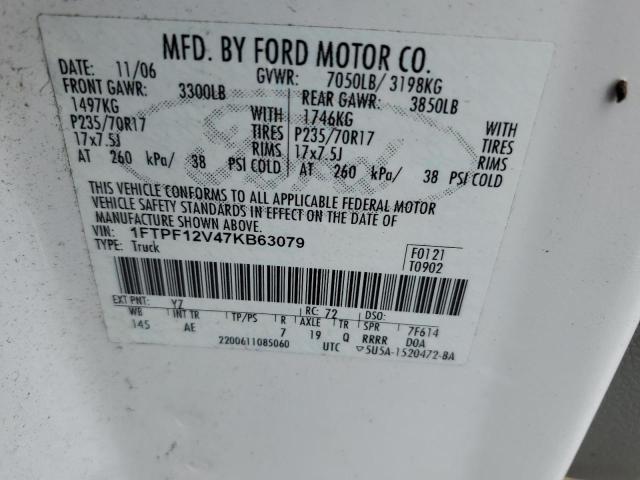 MFD. BY FORD MOTOR CO.
DATE: 11/06 GVWR: 7050LB/ 3198KG
FRONT GAWR: 3300LB REAR GAWR: 3850LB
1497KG WITH 1746KG WITH
P235/70R17 TIRES P235/70R17 TIRES
17x7.5J RIMS 17x7.5J RIMS
AT 260 kPa/ 38 PSI COLD AT 260 kPa/ 38 PSI COLD
Ford
THIS VEHICLE CONFORMS TO ALL APPLICABLE FEDERAL MOTOR
VEHICLE SAFETY STANDARDS IN EFFECT ON THE DATE OF
MANUFACTURE SHOWN ABOVE.
VIN: 1FTPF12V47KB63079
TYPE: Truck
F0121
T0902
EXT PNT: YZ RC: 72 DSO:
WB INT TR TP/PS R AXLE TR SPR 7F614
145 AE 7 19 Q RRRR DOA
2200611085060 UTC ▽5U5A-1520472-BA